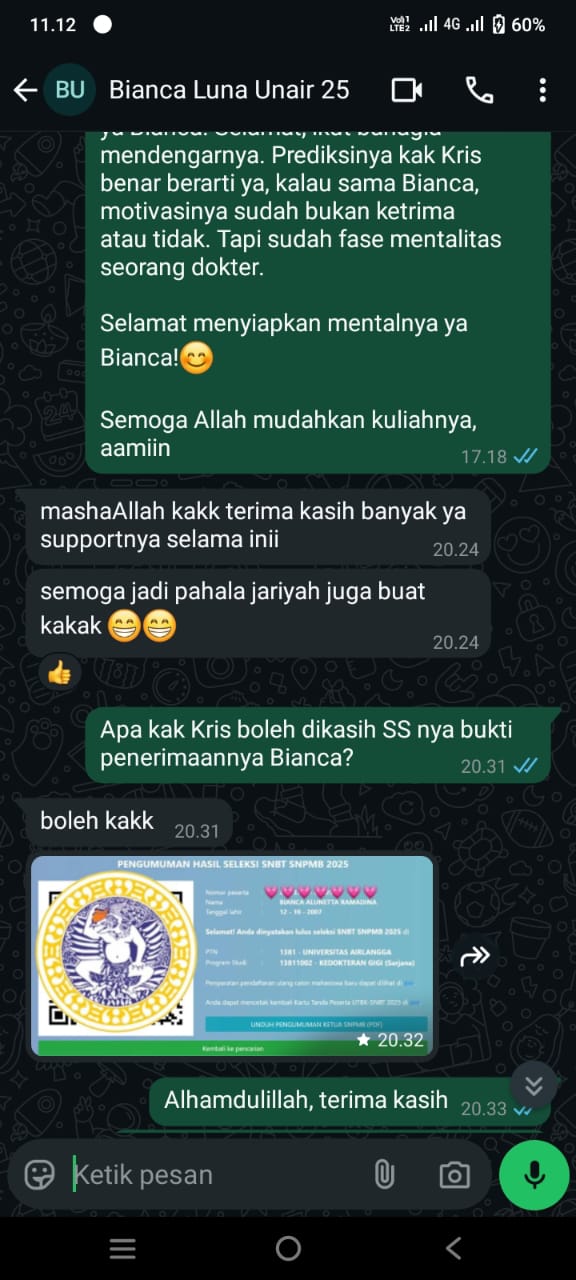 11.12
Voli1 LTE2 4G 60%
BU Bianca Luna Unair 25
mendengarnya. Prediksinya kak Kris
benar berarti ya, kalau sama Bianca,
motivasinya sudah bukan ketrima
atau tidak. Tapi sudah fase mentalitas
seorang dokter.
Selamat menyiapkan mentalnya ya
Bianca!😊
Semoga Allah mudahkan kuliahnya,
aamiin
17.18
mashaAllah kakk terima kasih banyak ya
supportnya selama inii
20.24
semoga jadi pahala jariyah juga buat
kakak 😁😁
20.24
👍
Apa kak Kris boleh dikasih SS nya bukti
penerimaannya Bianca?
20.31
boleh kakk 20.31
PENGUMUMAN HASIL SELEKSI SNBT SNPMB 2025
Nomor peserta
Nama : BIANCA ALUNETTA RAMADINA
Tanggal lahir : 12 - 10 - 2007
Selamat! Anda dinyatakan lulus seleksi SNBT SNPMB 2025 di
PTN : 1381 - UNIVERSITAS AIRLANGGA
Program Studi : 13811002 - KEDOKTERAN GIGI (Sarjana)
Persyaratan pendaftaran ulang calon mahasiswa baru dapat dilihat di
Anda dapat mencetak kembali Kartu Tanda Peserta UTBK-SNBT 2025 di
UNDUH PENGUMUMAN KETUA SNPMB (PDF)
Kembali ke pencarian
20.32
Alhamdulillah, terima kasih 20.33
Ketik pesan